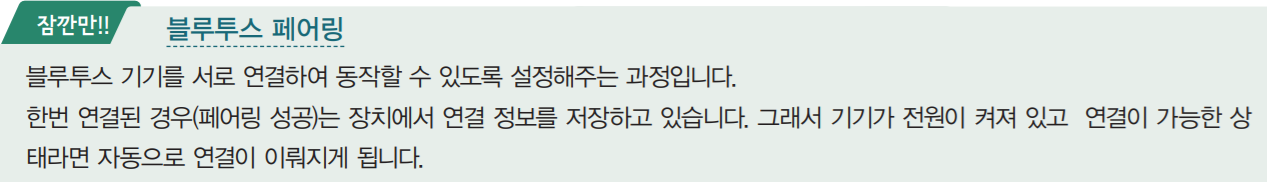 잠깐만!! 블루투스 페어링
블루투스 기기를 서로 연결하여 동작할 수 있도록 설정해주는 과정입니다.
한번 연결된 경우(페어링 성공)는 장치에서 연결 정보를 저장하고 있습니다. 그래서 기기가 전원이 켜져 있고 연결이 가능한 상
태라면 자동으로 연결이 이뤄지게 됩니다.